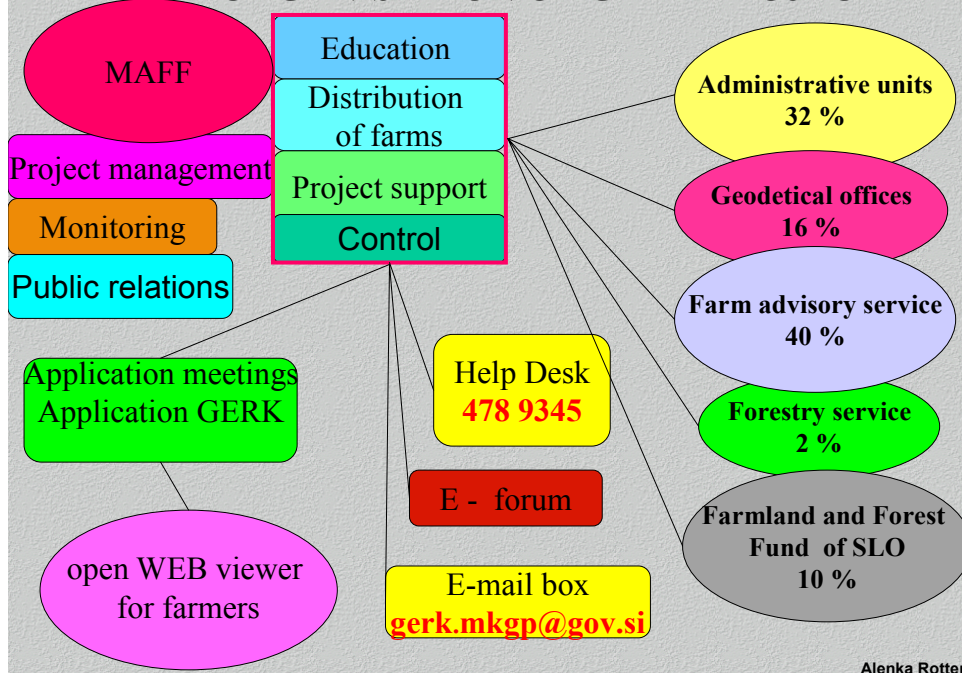 MAFF
Project management
Monitoring
Public relations
Education
Distribution
of farms
Project support
Control
Administrative units
32 %
Geodetical offices
16 %
Farm advisory service
40 %
Forestry service
2 %
Farmland and Forest
Fund of SLO
10 %
Application meetings
Application GERK
Help Desk
478 9345
E - forum
open WEB viewer
for farmers
E-mail box
gerk.mkgp@gov.si